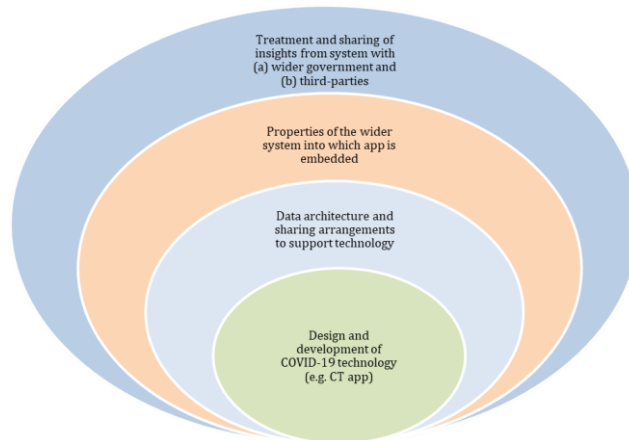 Treatment and sharing of
insights from system with
(a) wider government and
(b) third-parties
Properties of the wider
system into which app is
embedded
Data architecture and
sharing arrangements
to support technology
Design and
development of
COVID-19 technology
(e.g. CT app)